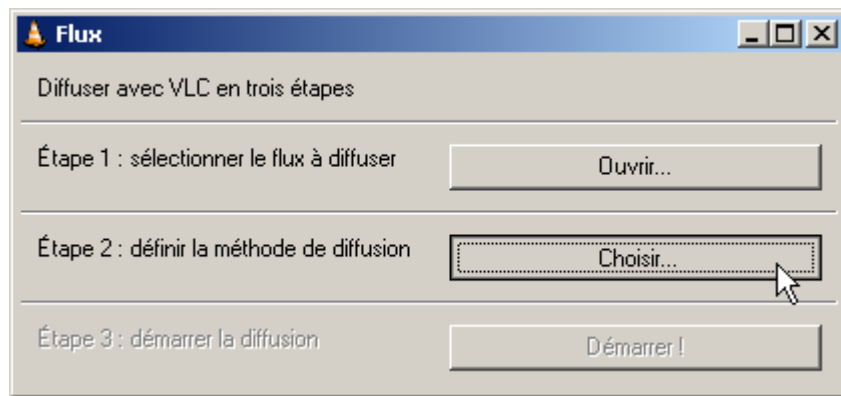 Flux
Diffuser avec VLC en trois étapes
Étape 1 : sélectionner le flux à diffuser
Ouvrir...
Étape 2 : définir la méthode de diffusion
Choisir...
Étape 3 : démarrer la diffusion
Démarrer !